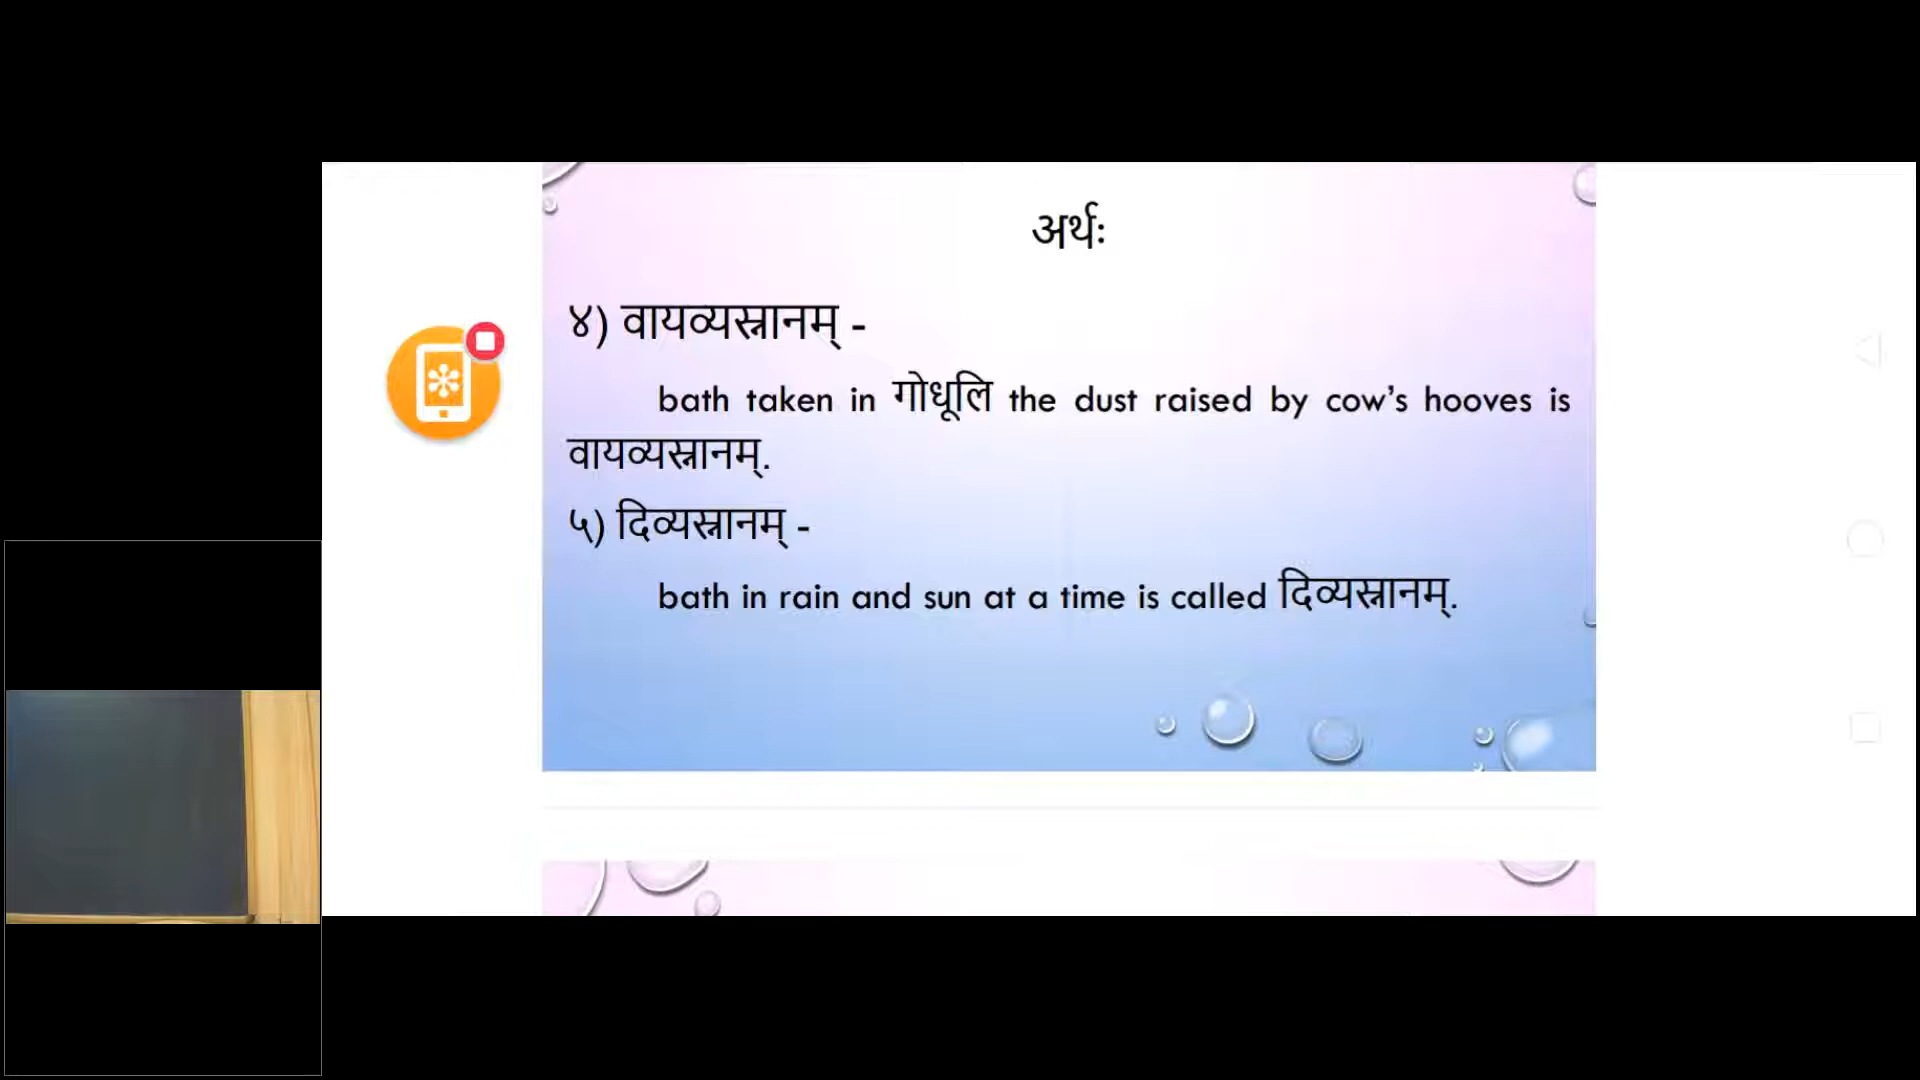 अर्थः
४) वायव्यस्नानम् -
bath taken in गोधूलि the dust raised by cow’s hooves is
वायव्यस्नानम्.
५) दिव्यस्नानम् -
bath in rain and sun at a time is called दिव्यस्नानम्.